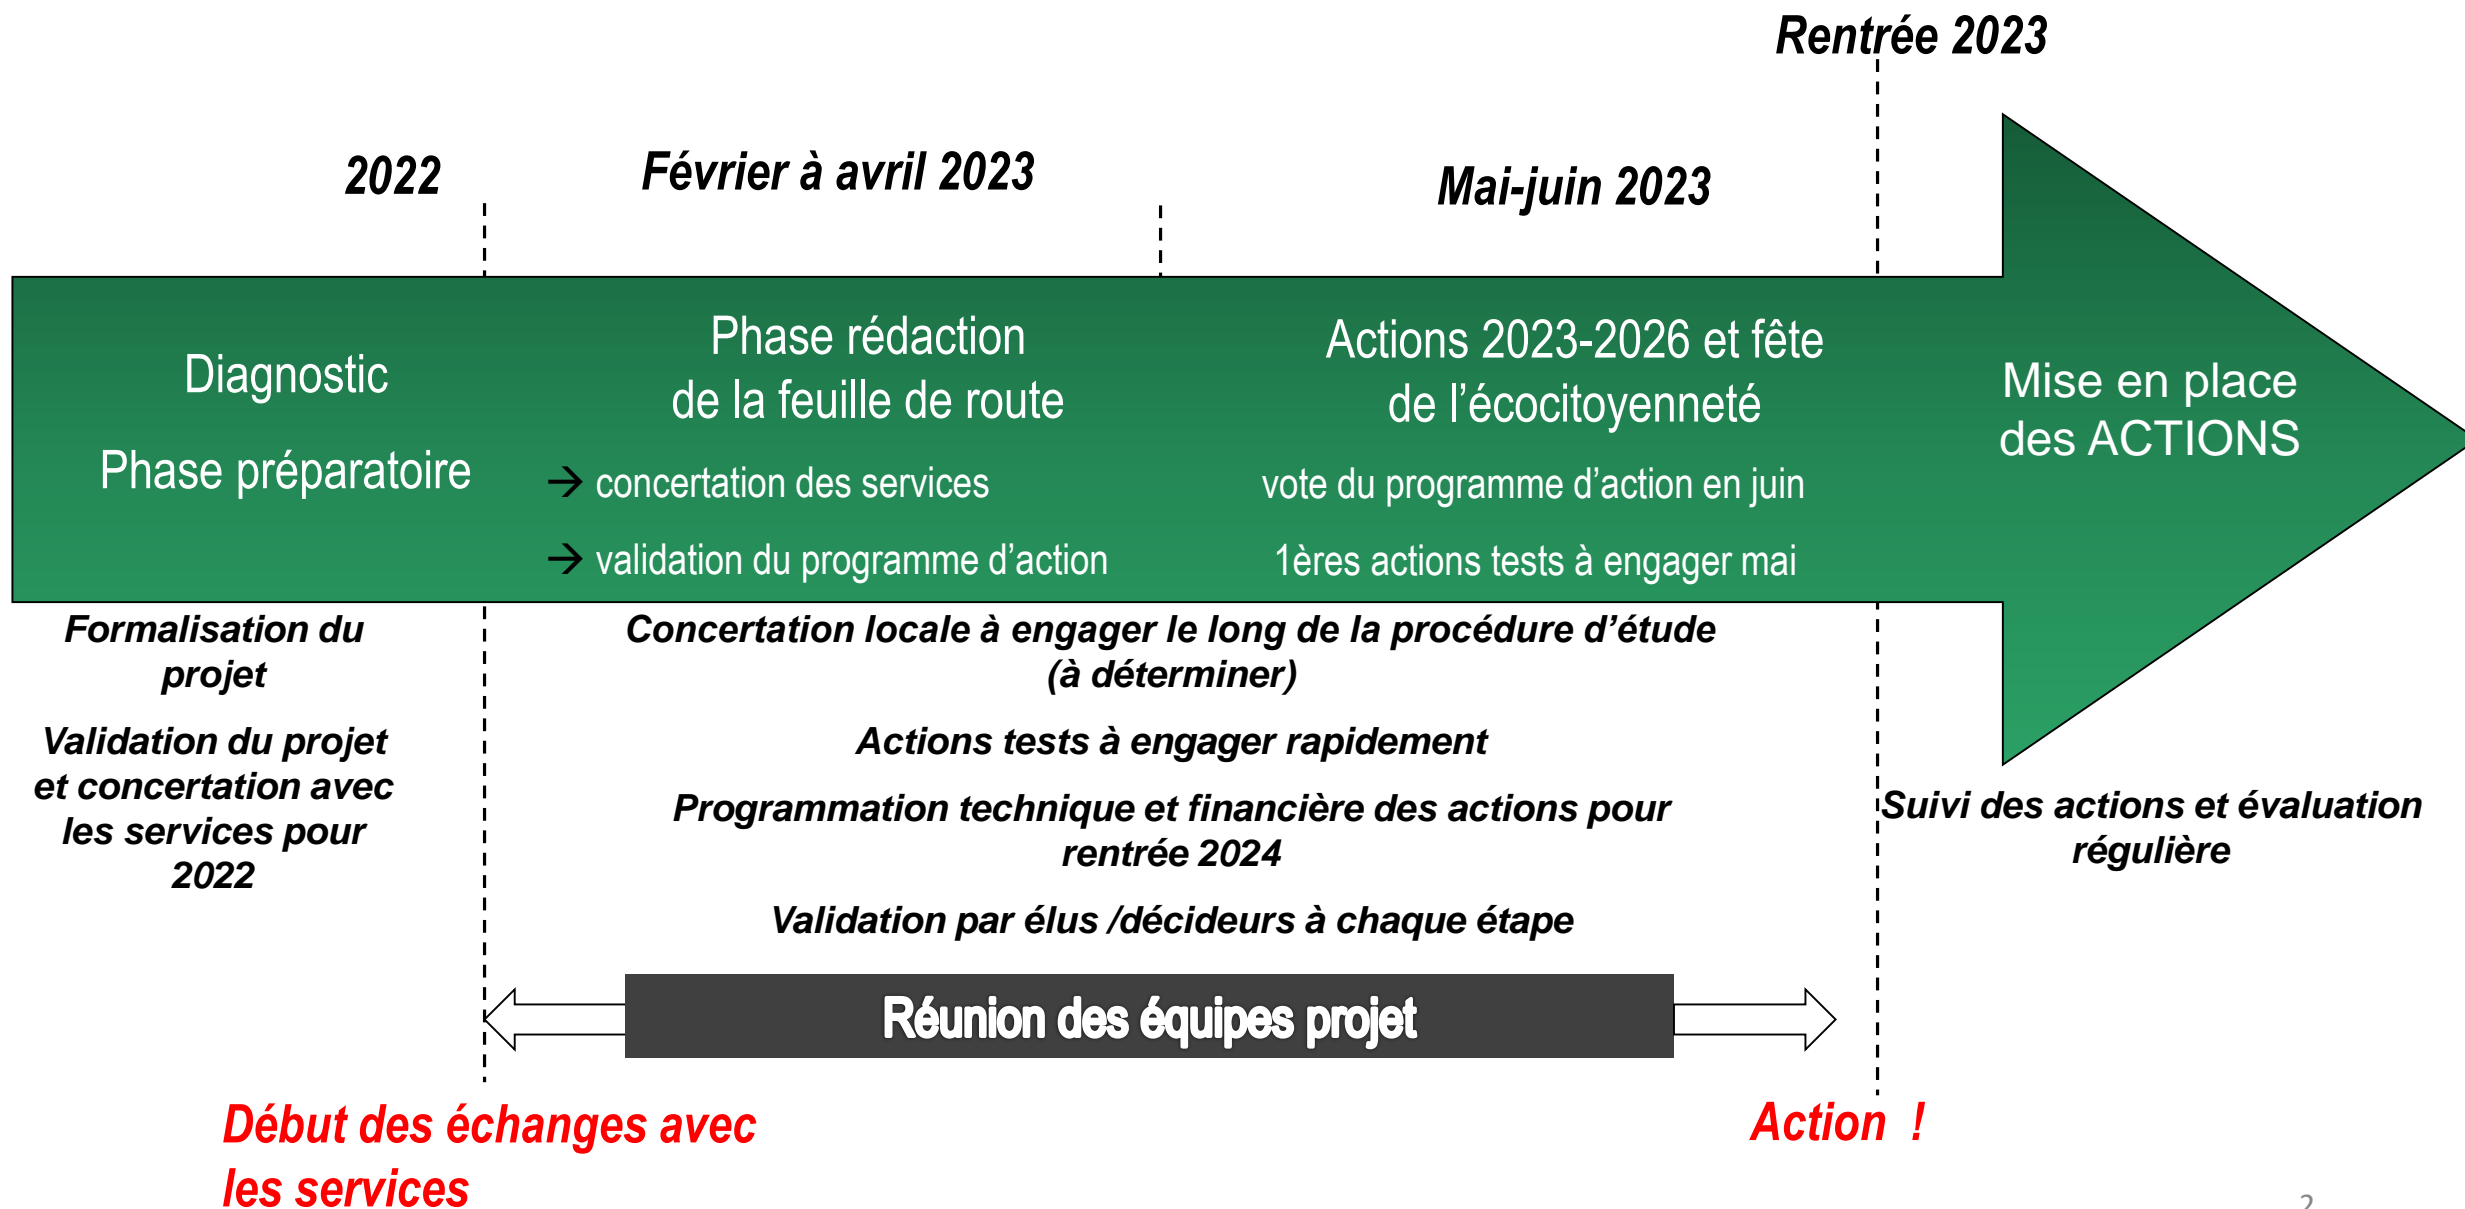 Rentrée 2023
2022
Février à avril 2023
Mai-juin 2023
Diagnostic
Phase préparatoire
Phase rédaction
de la feuille de route
→ concertation des services
→ validation du programme d’action
Actions 2023-2026 et fête
de l’écocitoyenneté
vote du programme d’action en juin
1ères actions tests à engager mai
Mise en place
des ACTIONS
Formalisation du
projet
Validation du projet
et concertation avec
les services pour
2022
Concertation locale à engager le long de la procédure d’étude
(à déterminer)
Actions tests à engager rapidement
Programmation technique et financière des actions pour
rentrée 2024
Validation par élus /décideurs à chaque étape
Suivi des actions et évaluation
régulière
Réunion des équipes projet
Début des échanges avec
les services
Action !
2